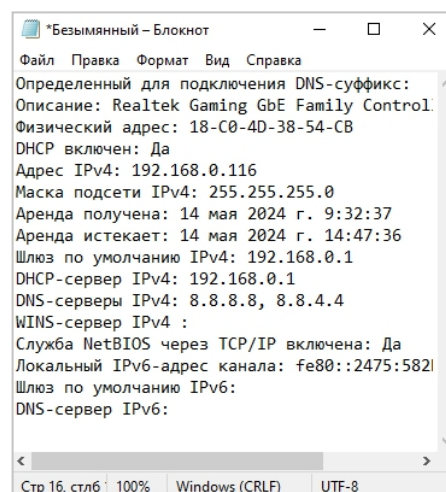 *Безымянный – Блокнот
Файл Правка Формат Вид Справка
Определенный для подключения DNS-суффикс:
Описание: Realtek Gaming GbE Family Control
Физический адрес: 18-C0-4D-38-54-CB
DHCP включен: Да
Адрес IPv4: 192.168.0.116
Маска подсети IPv4: 255.255.255.0
Аренда получена: 14 мая 2024 г. 9:32:37
Аренда истекает: 14 мая 2024 г. 14:47:36
Шлюз по умолчанию IPv4: 192.168.0.1
DHCP-сервер IPv4: 192.168.0.1
DNS-серверы IPv4: 8.8.8.8, 8.8.4.4
WINS-сервер IPv4 :
Служба NetBIOS через TCP/IP включена: Да
Локальный IPv6-адрес канала: fe80::2475:582
Шлюз по умолчанию IPv6:
DNS-сервер IPv6:
Стр 16, стлб 100% Windows (CRLF) UTF-8